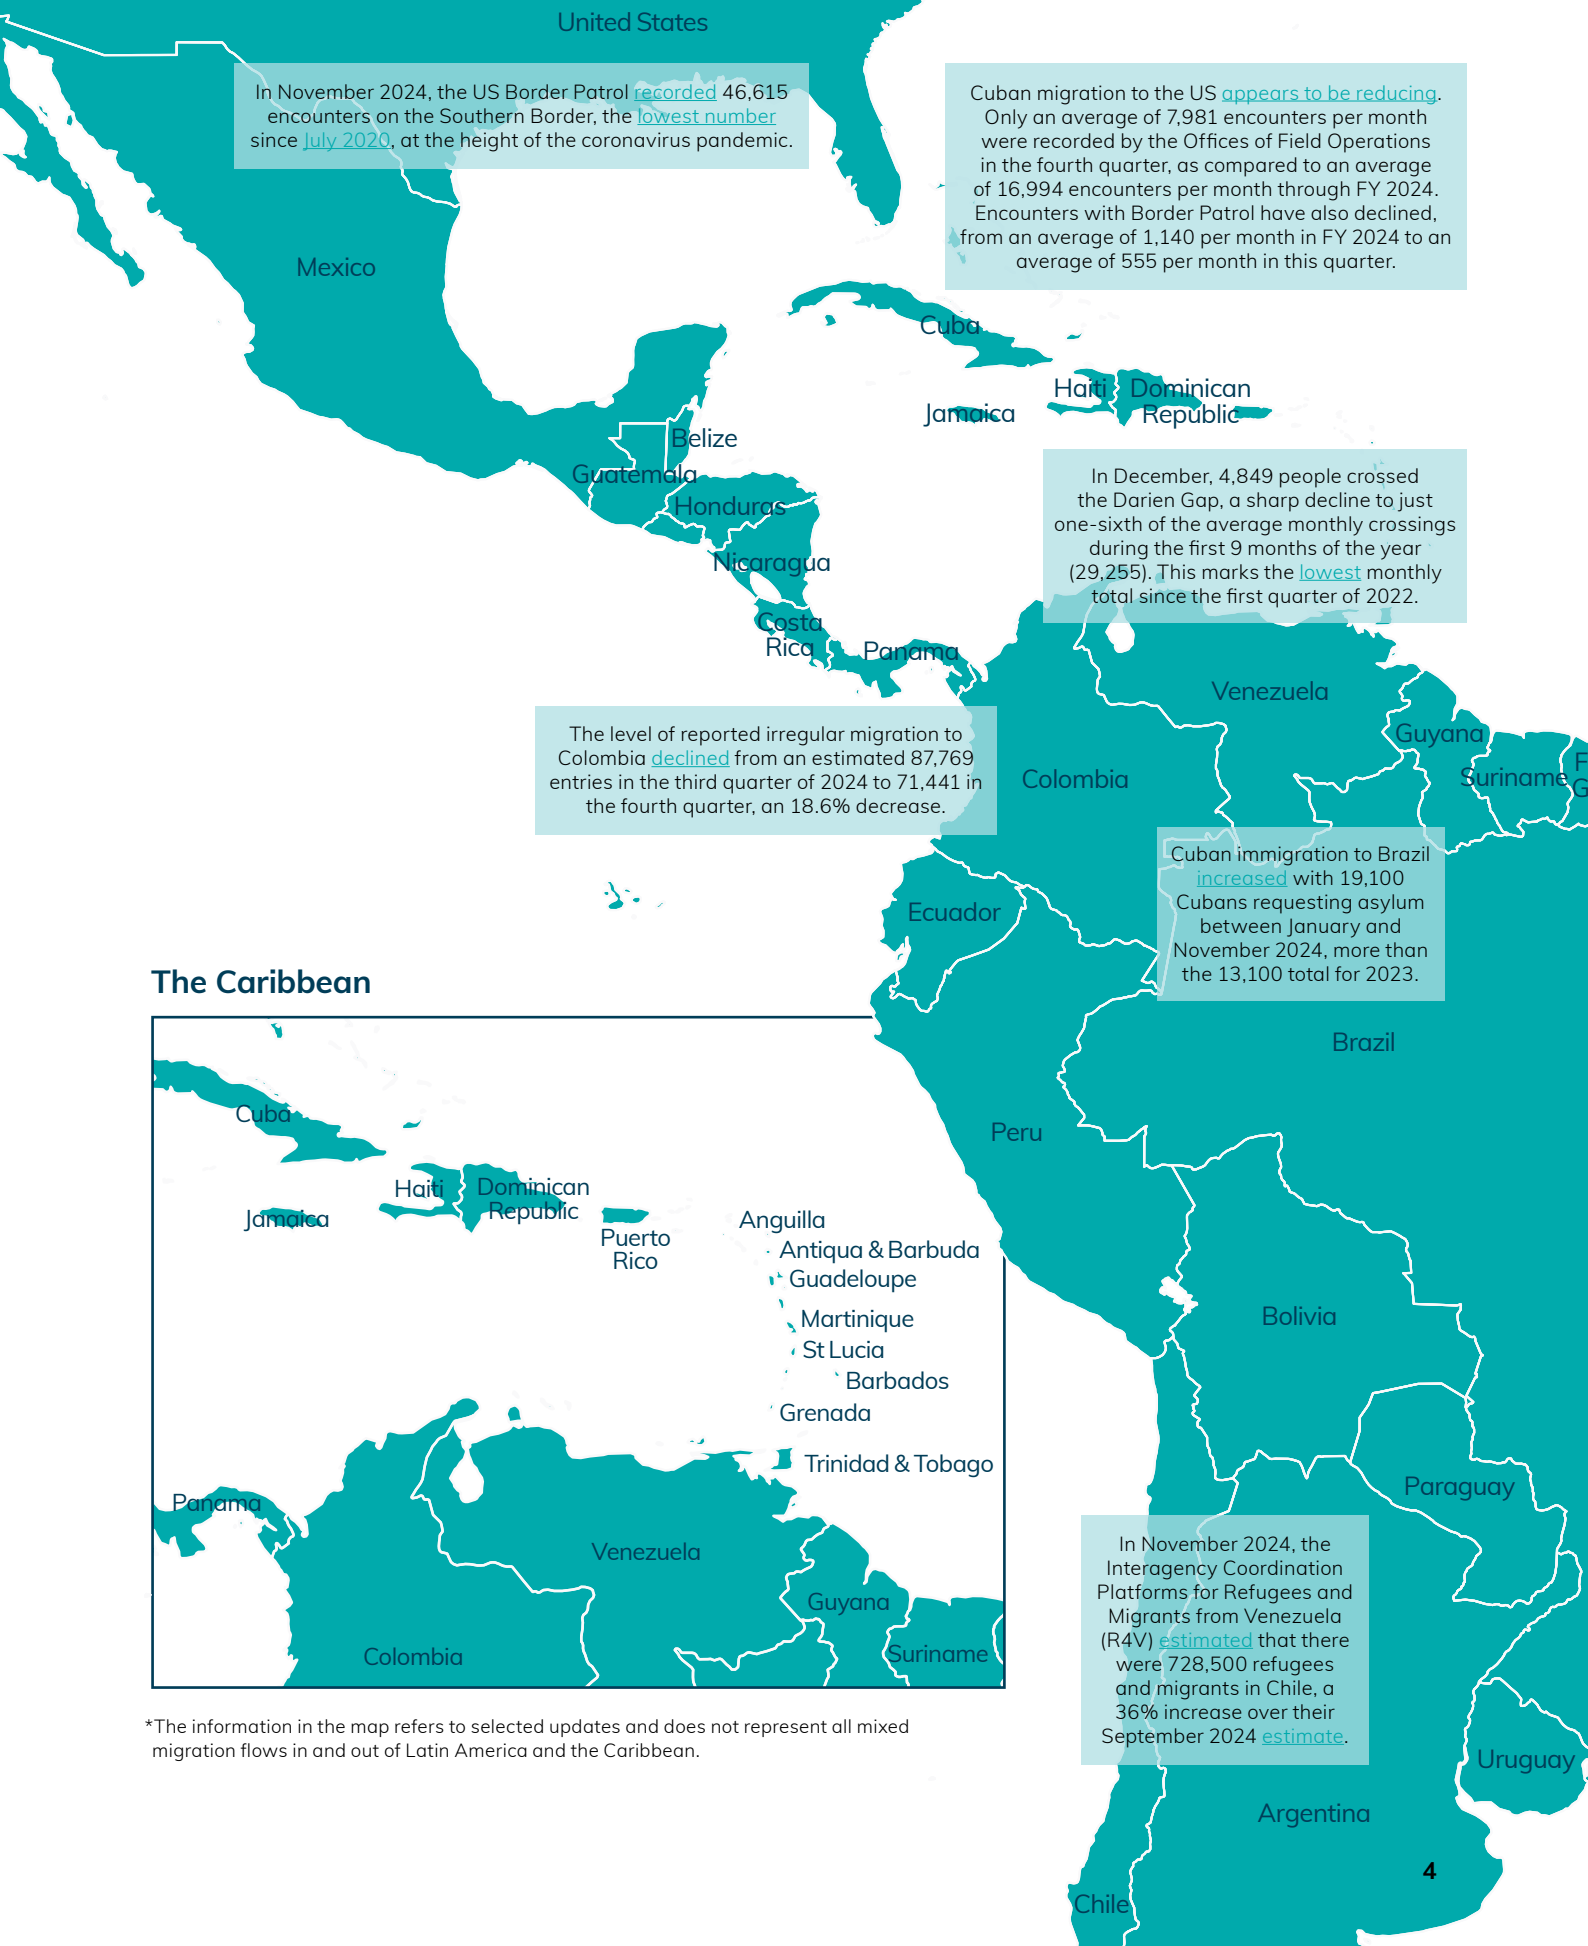 United States
In November 2024, the US Border Patrol recorded 46,615
encounters on the Southern Border, the lowest number
since July 2020, at the height of the coronavirus pandemic.
Cuban migration to the US appears to be reducing.
Only an average of 7,981 encounters per month
were recorded by the Offices of Field Operations
in the fourth quarter, as compared to an average
of 16,994 encounters per month through FY 2024.
Encounters with Border Patrol have also declined,
from an average of 1,140 per month in FY 2024 to an
average of 555 per month in this quarter.
Mexico
Cuba
Haiti
Dominican
Republic
Jamaica
Belize
Guatemala
Honduras
Nicaragua
Costa
Rica
Panama
In December, 4,849 people crossed
the Darien Gap, a sharp decline to just
one-sixth of the average monthly crossings
during the first 9 months of the year
(29,255). This marks the lowest monthly
total since the first quarter of 2022.
Venezuela
Guyana
Suriname
F
G
The level of reported irregular migration to
Colombia declined from an estimated 87,769
entries in the third quarter of 2024 to 71,441 in
the fourth quarter, an 18.6% decrease.
Colombia
Cuban immigration to Brazil
increased with 19,100
Cubans requesting asylum
between January and
November 2024, more than
the 13,100 total for 2023.
Ecuador
Brazil
Peru
Bolivia
Paraguay
The Caribbean
Cuba
Haiti
Dominican
Republic
Jamaica
Puerto
Rico
Anguilla
Antiqua & Barbuda
Guadeloupe
Martinique
St Lucia
Barbados
Grenada
Trinidad & Tobago
Panama
Venezuela
Guyana
Colombia
Suriname
In November 2024, the
Interagency Coordination
Platforms for Refugees and
Migrants from Venezuela
(R4V) estimated that there
were 728,500 refugees
and migrants in Chile, a
36% increase over their
September 2024 estimate.
*The information in the map refers to selected updates and does not represent all mixed
migration flows in and out of Latin America and the Caribbean.
Uruguay
Argentina
4
Chile